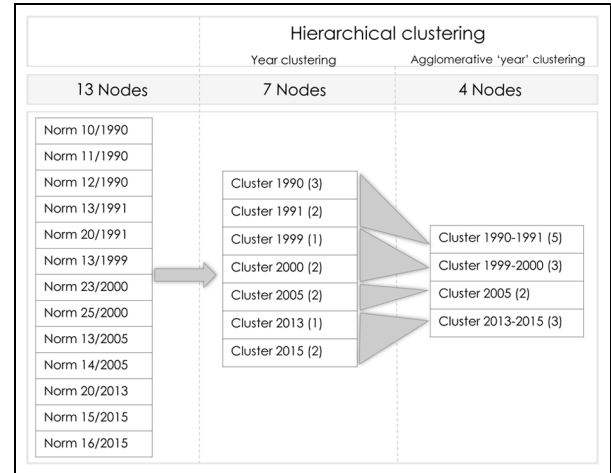 Hierarchical clustering
Year clustering
Agglomerative ‘year’ clustering
13 Nodes
7 Nodes
4 Nodes
Norm 10/1990
Norm 11/1990
Norm 12/1990
Norm 13/1991
Norm 20/1991
Norm 13/1999
Norm 23/2000
Norm 25/2000
Norm 13/2005
Norm 14/2005
Norm 20/2013
Norm 15/2015
Norm 16/2015
Cluster 1990 (3)
Cluster 1991 (2)
Cluster 1999 (1)
Cluster 2000 (2)
Cluster 2005 (2)
Cluster 2013 (1)
Cluster 2015 (2)
Cluster 1990-1991 (5)
Cluster 1999-2000 (3)
Cluster 2005 (2)
Cluster 2013-2015 (3)